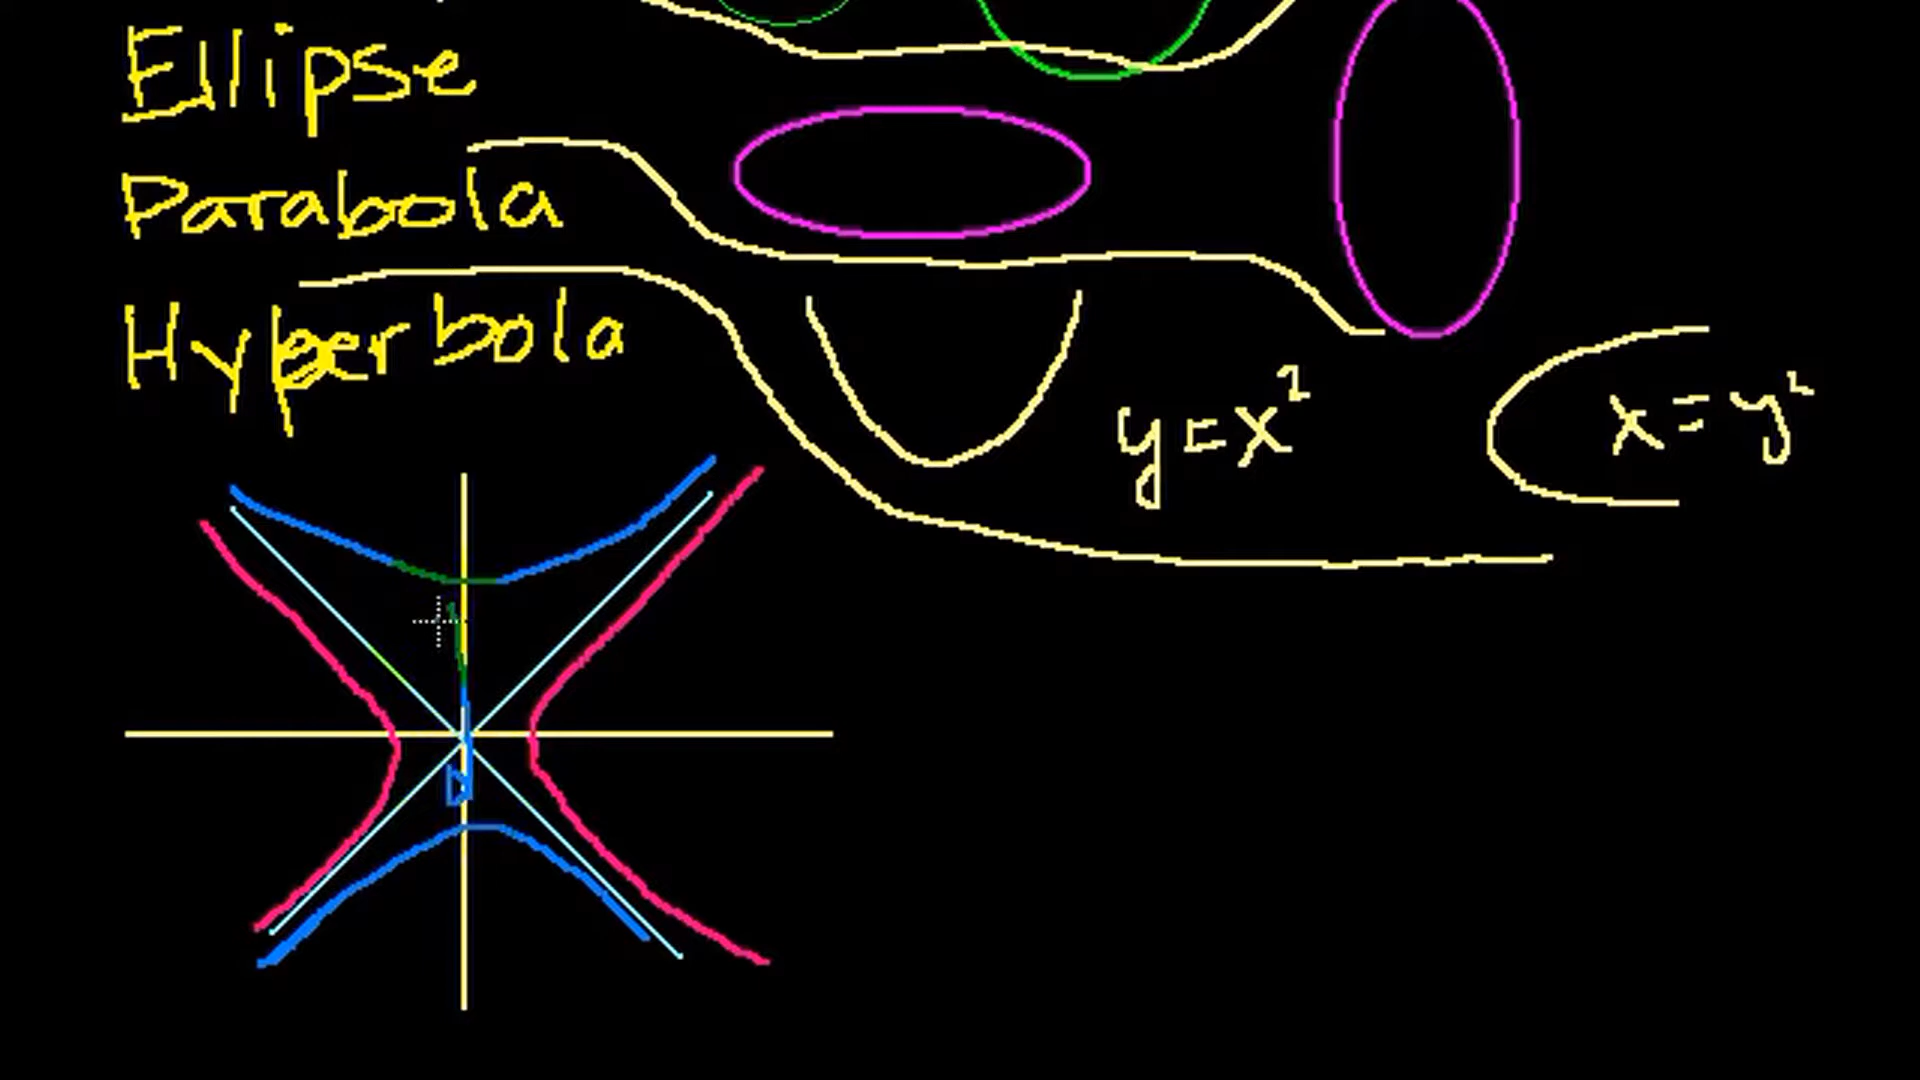 Ellipse
Parabola
Hyperbola
y=x²
x=y²